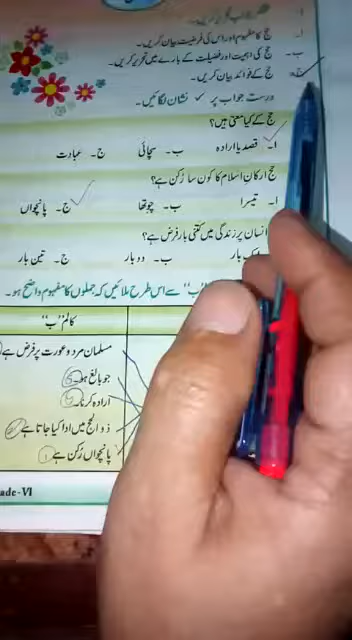 ا۔ حج کا مفہوم اور اس کی فرضیت بیان کریں۔
ب۔ حج کی اہمیت اور فضیلت کے بارے میں تحریر کریں۔
ج۔ حج کے فوائد بیان کریں۔
درست جواب پر ✓ نشان لگائیں۔
حج کے کیا معنی ہیں؟
ا۔ قصد یا ارادہ ب۔ سچائی ج۔ عبادت
حج ارکانِ اسلام کا کون سا رکن ہے؟
ا۔ تیسرا ب۔ چوتھا ج۔ پانچواں
انسان پر زندگی میں کتنی بار فرض ہے؟
ایک بار ب۔ دو بار ج۔ تین بار
"ب" سے اس طرح ملائیں کہ جملوں کا مفہوم واضح ہو۔
کالم "ب"
مسلمان مرد و عورت پر فرض ہے
جو بالغ ہو۔
ارادہ کرنا۔
ذوالحج میں ادا کیا جاتا ہے
پانچواں رُکن ہے
ade-VI